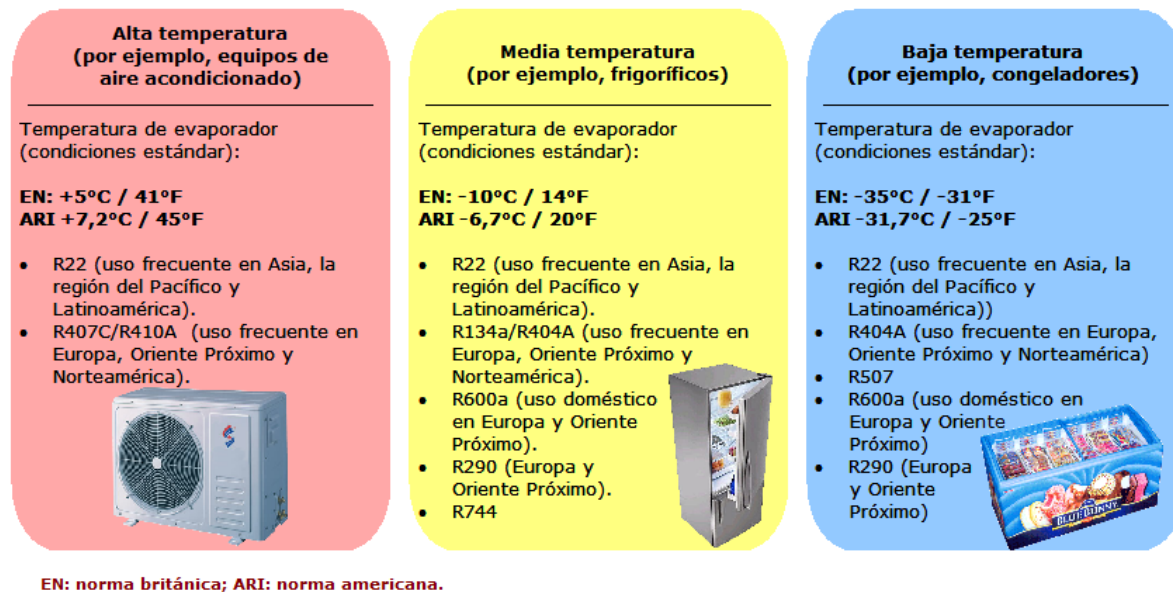 Alta temperatura
(por ejemplo, equipos de
aire acondicionado)
Temperatura de evaporador
(condiciones estándar):
EN: +5ºC / 41ºF
ARI +7,2ºC / 45ºF
• R22 (uso frecuente en Asia, la
región del Pacífico y
Latinoamérica).
• R407C/R410A (uso frecuente en
Europa, Oriente Próximo y
Norteamérica).
Media temperatura
(por ejemplo, frigoríficos)
Temperatura de evaporador
(condiciones estándar):
EN: -10ºC / 14ºF
ARI -6,7ºC / 20ºF
• R22 (uso frecuente en Asia, la
región del Pacífico y
Latinoamérica).
• R134a/R404A (uso frecuente en
Europa, Oriente Próximo y
Norteamérica).
• R600a (uso doméstico
en Europa y Oriente
Próximo).
• R290 (Europa y
Oriente Próximo).
• R744
Baja temperatura
(por ejemplo, congeladores)
Temperatura de evaporador
(condiciones estándar):
EN: -35ºC / -31ºF
ARI -31,7ºC / -25ºF
• R22 (uso frecuente en Asia, la
región del Pacífico y
Latinoamérica))
• R404A (uso frecuente en Europa,
Oriente Próximo y Norteamérica)
• R507
• R600a (uso doméstico en
Europa y Oriente
Próximo)
• R290 (Europa
y Oriente
Próximo)
BLUE BUNNY
EN: norma británica; ARI: norma americana.